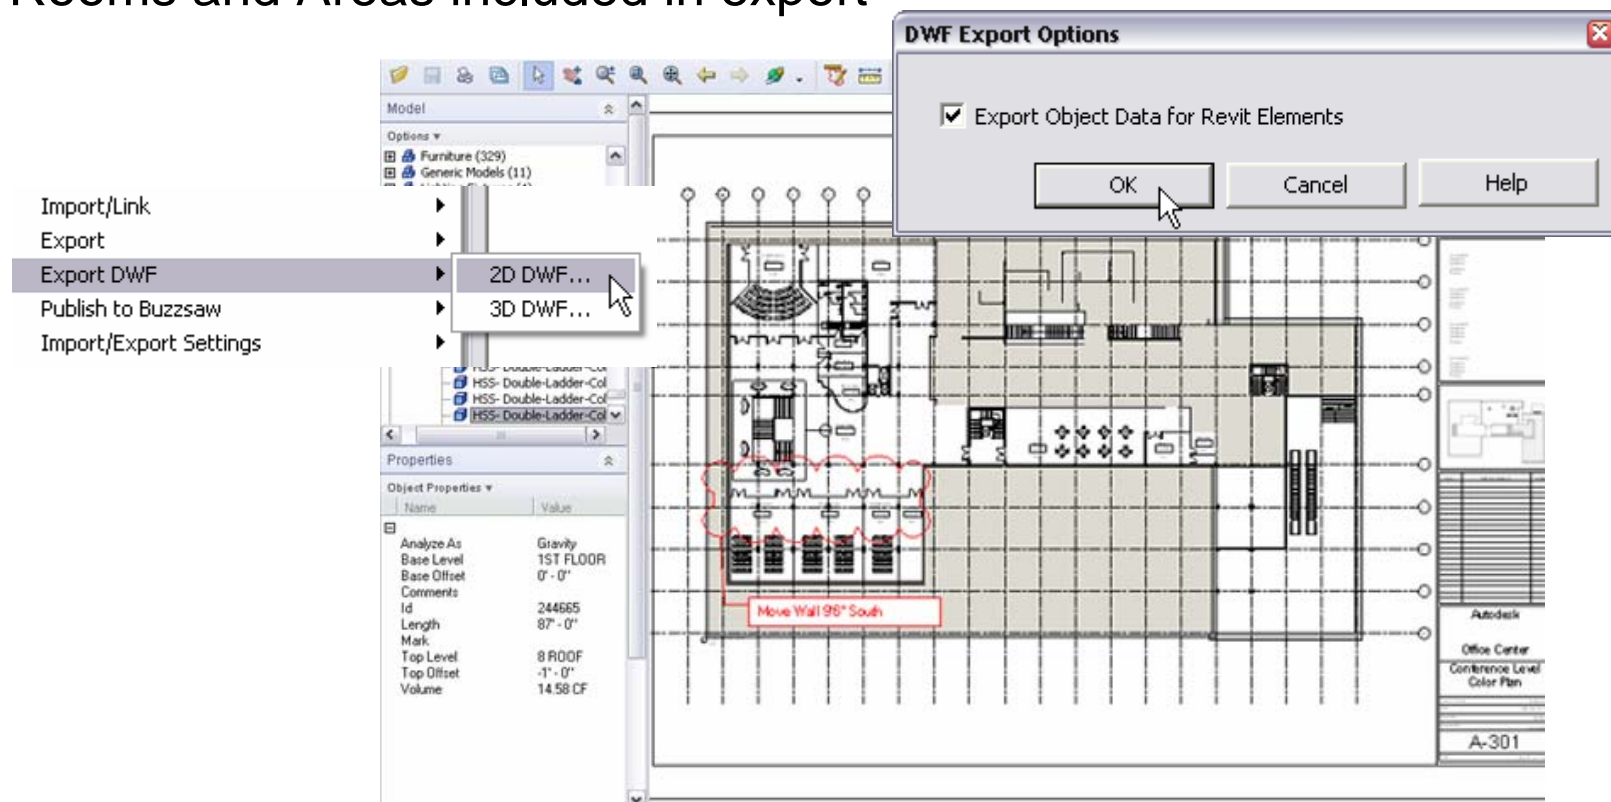 Rooms and Areas included in export
DWF Export Options
Export Object Data for Revit Elements
OK
Cancel
Help
Model
Options
Furniture (329)
Generic Models (11)
Import/Link
Export
Export DWF
Publish to Buzzsaw
Import/Export Settings
2D DWF...
3D DWF...
HSS- Double-Ladder-Col
HSS- Double-Ladder-Col
HSS- Double-Ladder-Col
Properties
Object Properties
Name Value
Analyze As Gravity
Base Level 1ST FLOOR
Base Offset 0' - 0"
Comments
Id 244665
Length 87' - 0"
Mark
Top Level 8 ROOF
Top Offset -1' - 0"
Volume 14.58 CF
Move Wall 9'6" South
Autodesk
Office Center
Conference Level
Color Plan
A-301